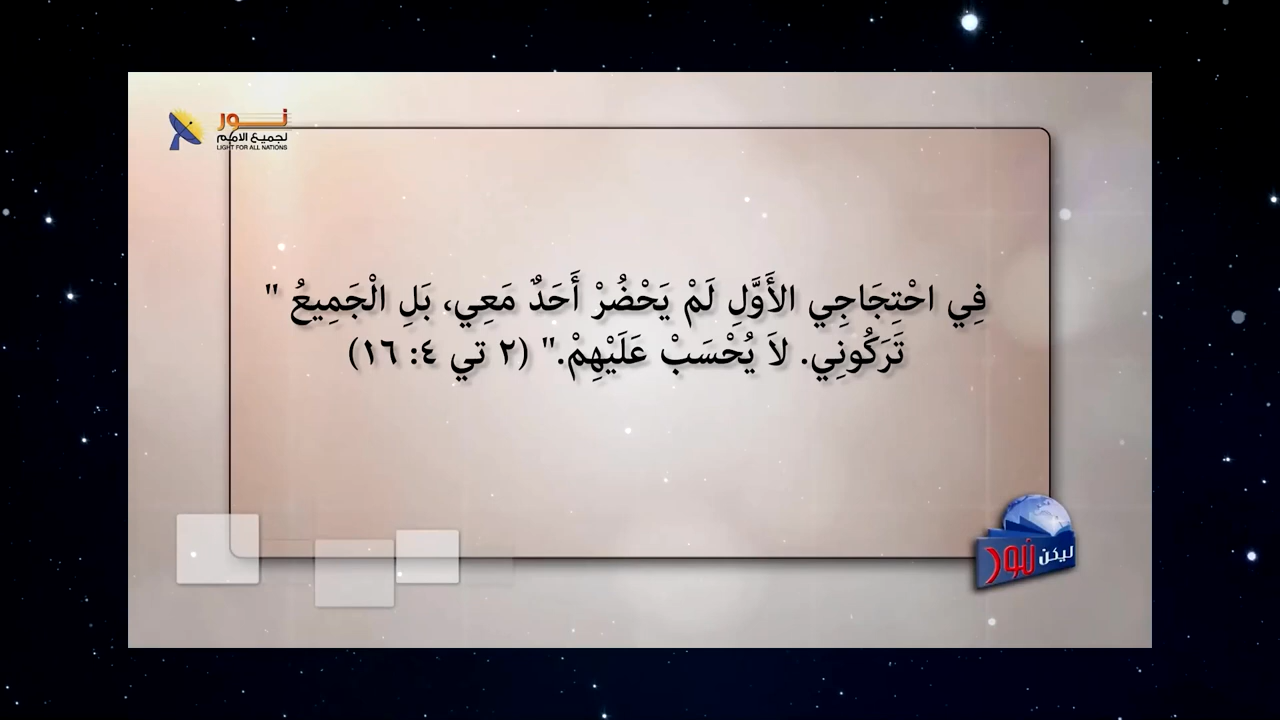 نور
لجميع الامم
LIGHT FOR ALL NATIONS
فِي احْتِجَاجِي الأَوَّلِ لَمْ يَحْضُرْ أَحَدٌ مَعِي، بَلِ الْجَمِيعُ "
تَرَكُونِي. لاَ يُحْسَبْ عَلَيْهِمْ." (٢ تي ٤: ١٦)
ليكن نور